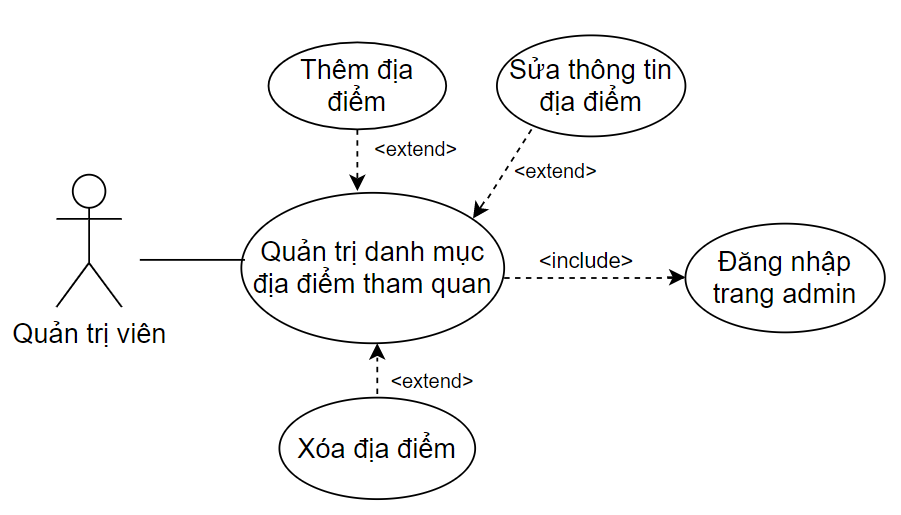 Thêm địa
điểm
Sửa thông tin
địa điểm
<extend>
<extend>
Quản trị danh mục
địa điểm tham quan
<include>
Đăng nhập
trang admin
Quản trị viên
<extend>
Xóa địa điểm